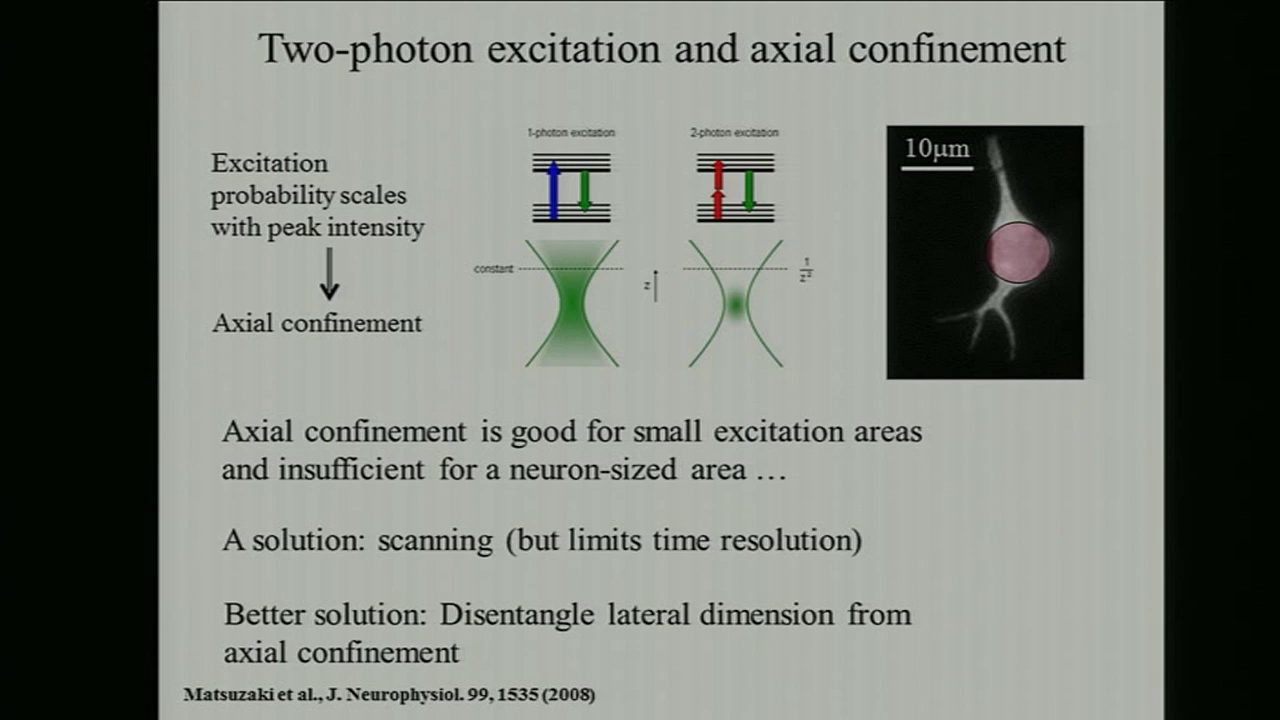 Two-photon excitation and axial confinement
1-photon excitation
2-photon excitation
10μm
Excitation
probability scales
with peak intensity
constant
z
1
z²
Axial confinement
Axial confinement is good for small excitation areas
and insufficient for a neuron-sized area …
A solution: scanning (but limits time resolution)
Better solution: Disentangle lateral dimension from
axial confinement
Matsuzaki et al., J. Neurophysiol. 99, 1535 (2008)